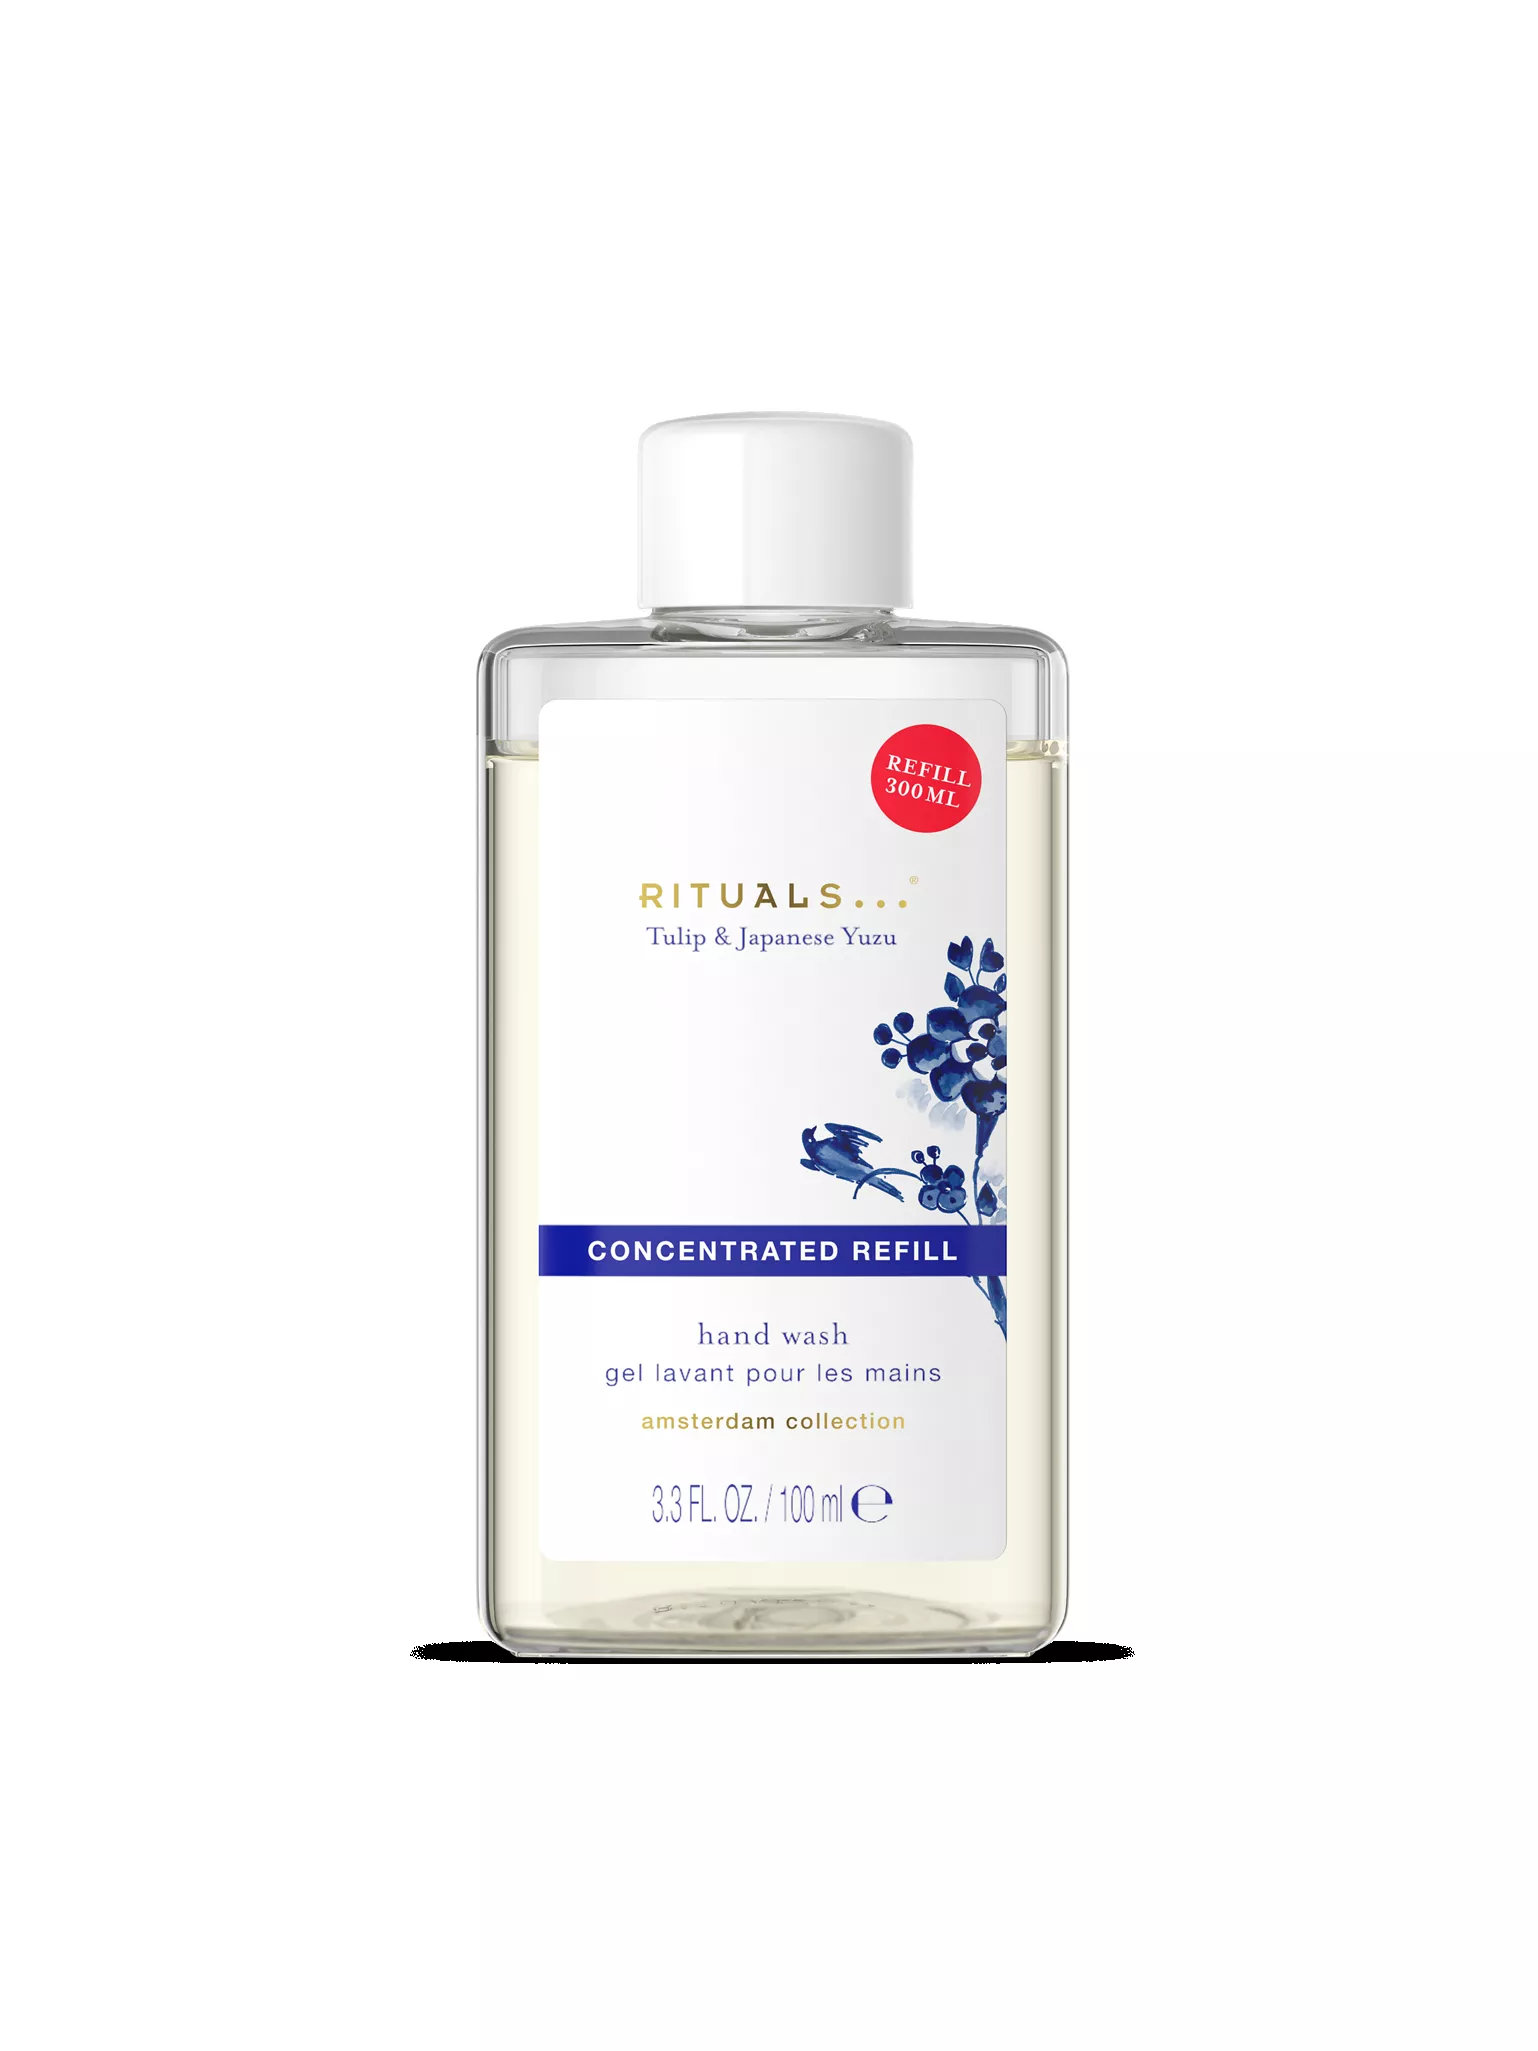 REFILL
300 ML
RITUALS...®
Tulip & Japanese Yuzu
CONCENTRATED REFILL
hand wash
gel lavant pour les mains
amsterdam collection
3.3 FL. OZ. / 100 ml ℮